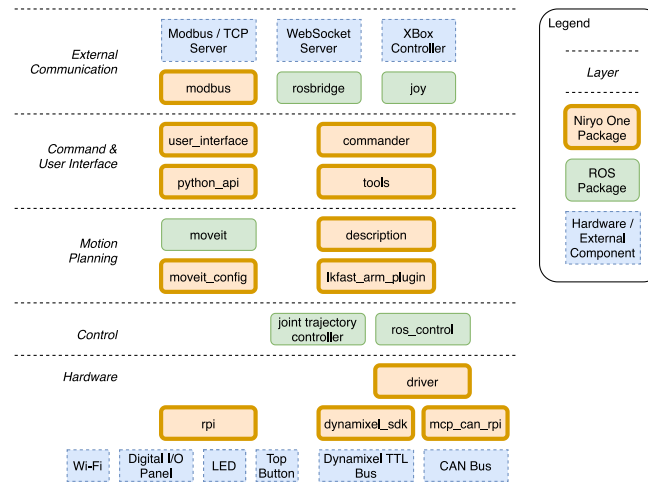 External
Communication
Modbus / TCP
Server
WebSocket
Server
XBox
Controller
modbus
rosbridge
joy
Command &
User Interface
user_interface
commander
python_api
tools
Motion
Planning
moveit
description
moveit_config
Ikfast_arm_plugin
Control
joint trajectory
controller
ros_control
Hardware
driver
rpi
dynamixel_sdk
mcp_can_rpi
Wi-Fi
Digital I/O
Panel
LED
Top
Button
Dynamixel TTL
Bus
CAN Bus
Legend
Layer
Niryo One
Package
ROS
Package
Hardware /
External
Component